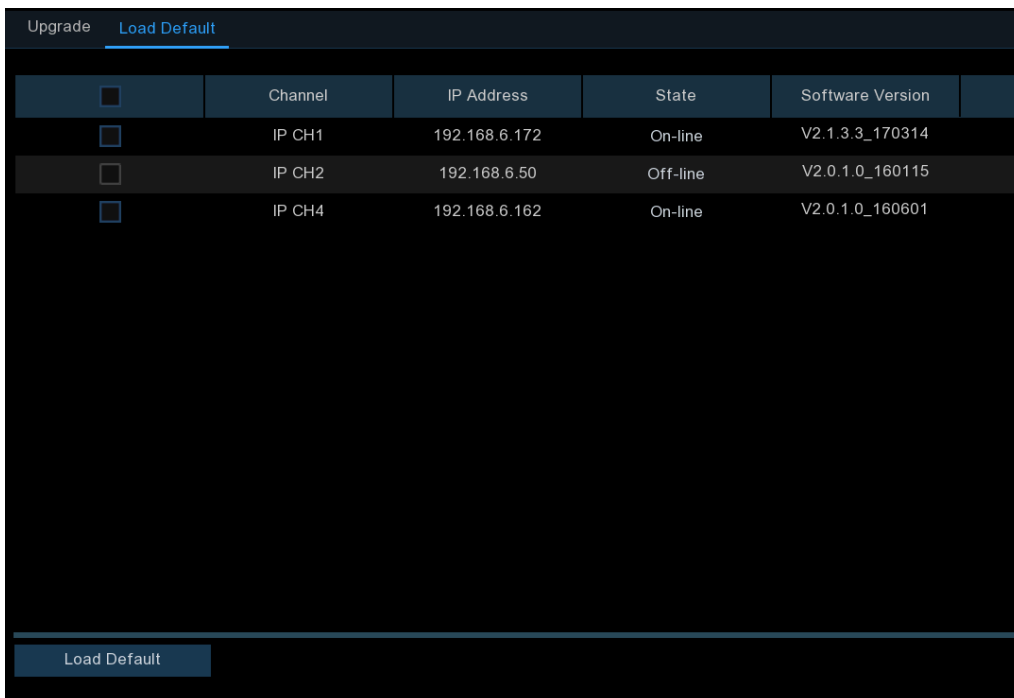 Upgrade Load Default
Channel IP Address State Software Version
IP CH1 192.168.6.172 On-line V2.1.3.3_170314
IP CH2 192.168.6.50 Off-line V2.0.1.0_160115
IP CH4 192.168.6.162 On-line V2.0.1.0_160601
Load Default